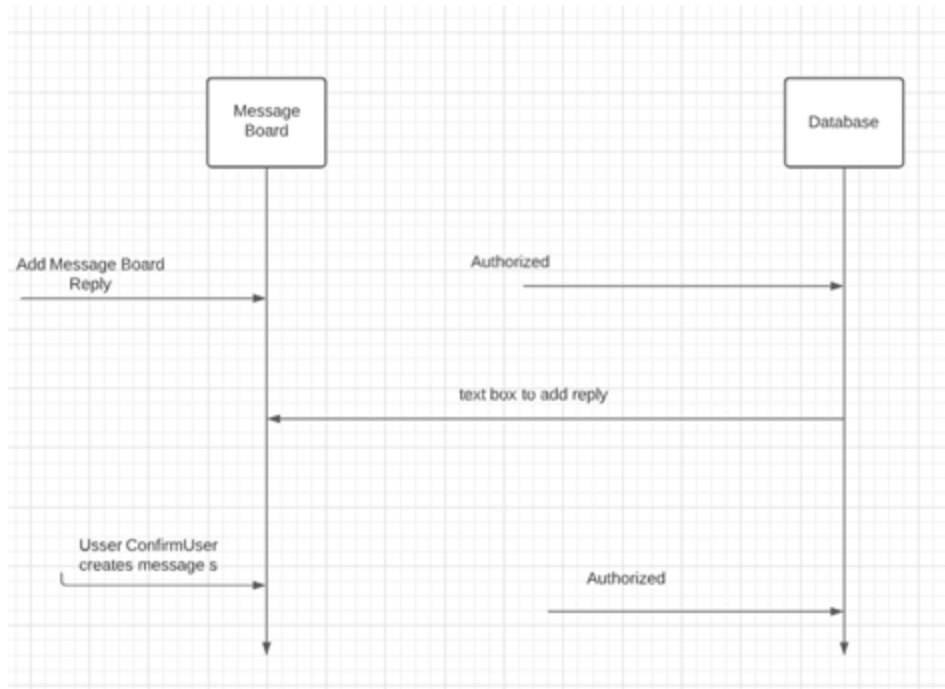 Message
Board
Database
Add Message Board
Reply
Authorized
text box to add reply
Usser ConfirmUser
creates message s
Authorized